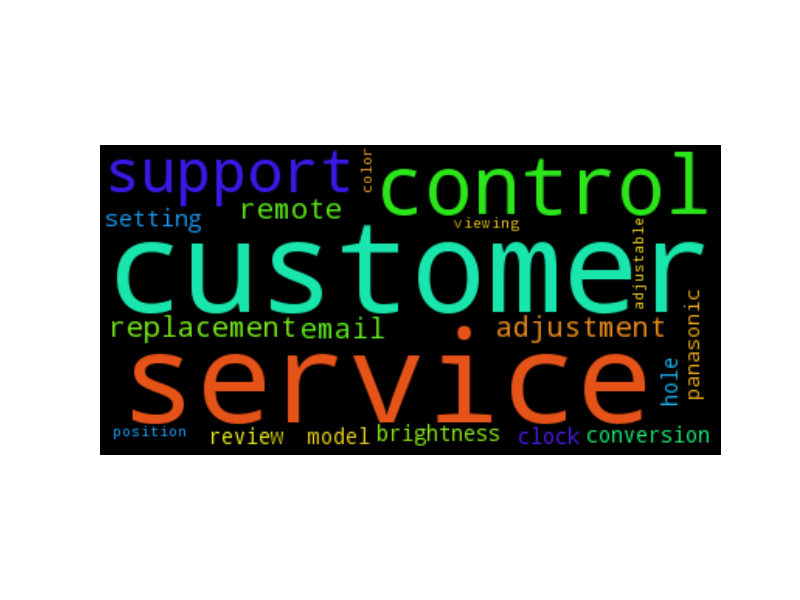 support
color
control
setting
remote
viewing
customer
adjustable
replacement
email
adjustment
panasonic
service
hole
position
review
model
brightness
clock
conversion